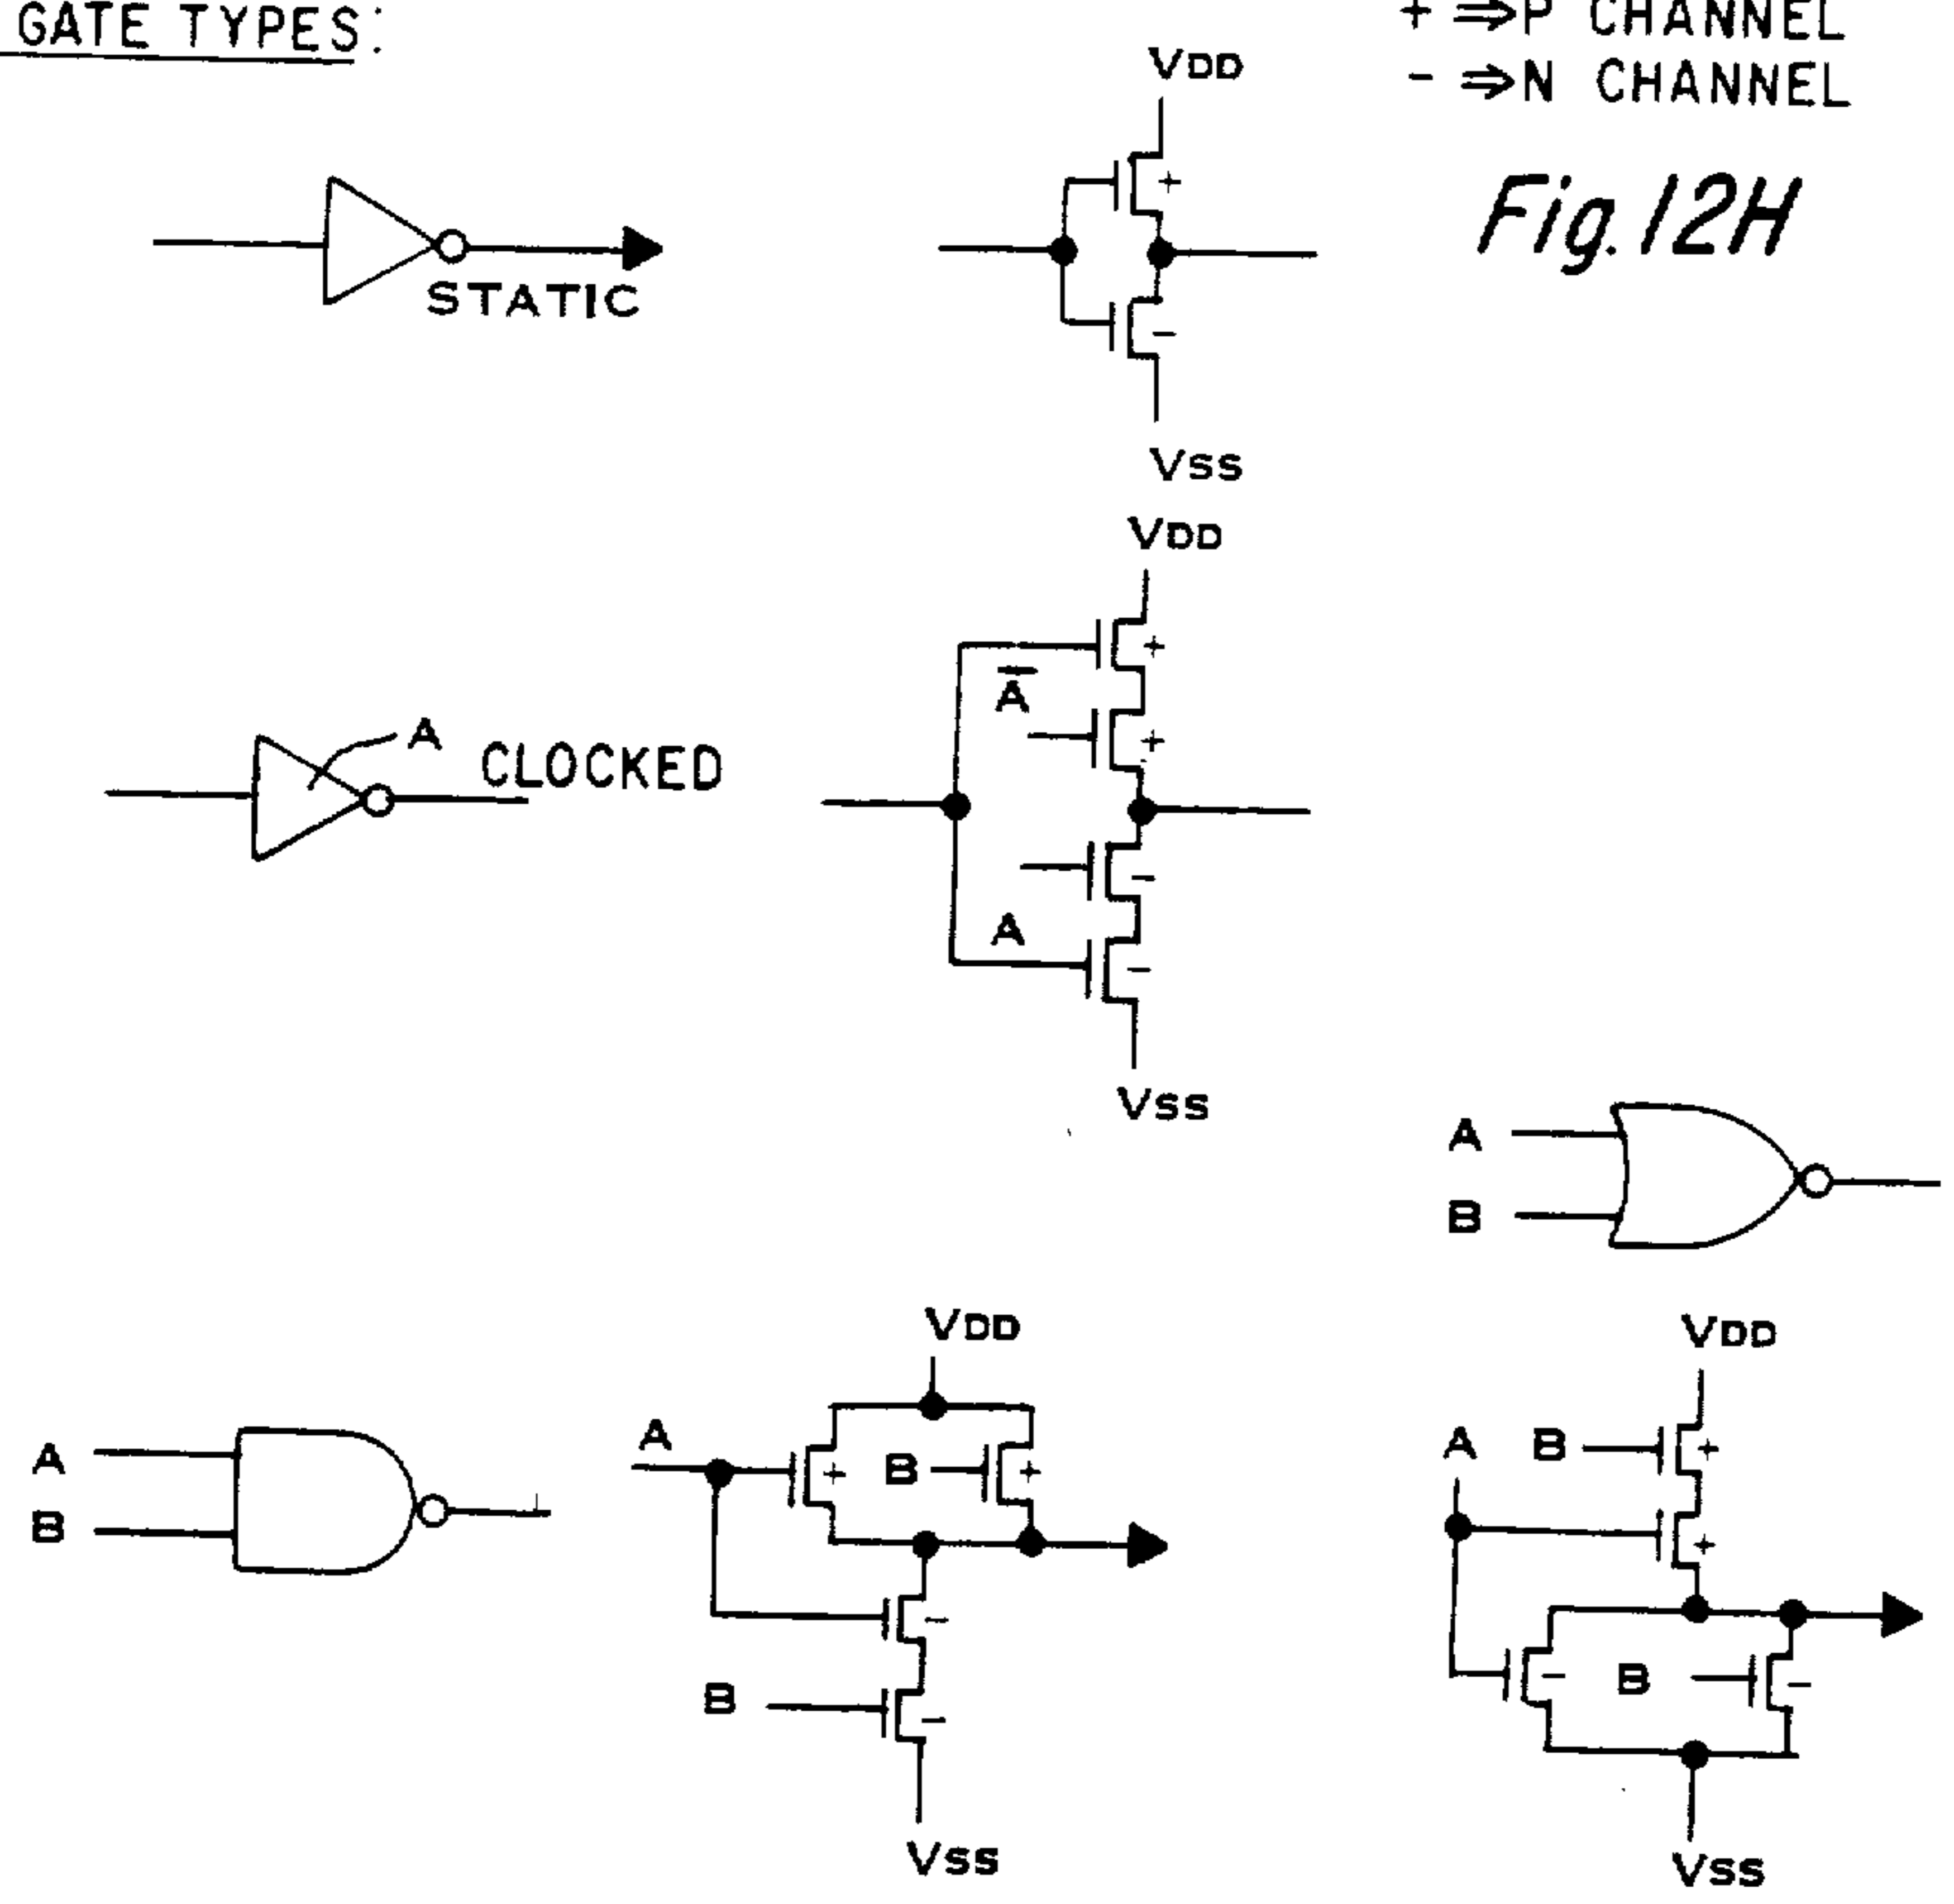 GATE TYPES:
+ ⇒P CHANNEL
- ⇒N CHANNEL
Fig.12H
VDD
+
STATIC
-
VSS
VDD
+
A̅
A CLOCKED
+
-
A
-
VSS
A
B
VDD
VDD
A
B
A
+
B
+
A
B
+
+
-
B
-
-
B
-
VSS
VSS